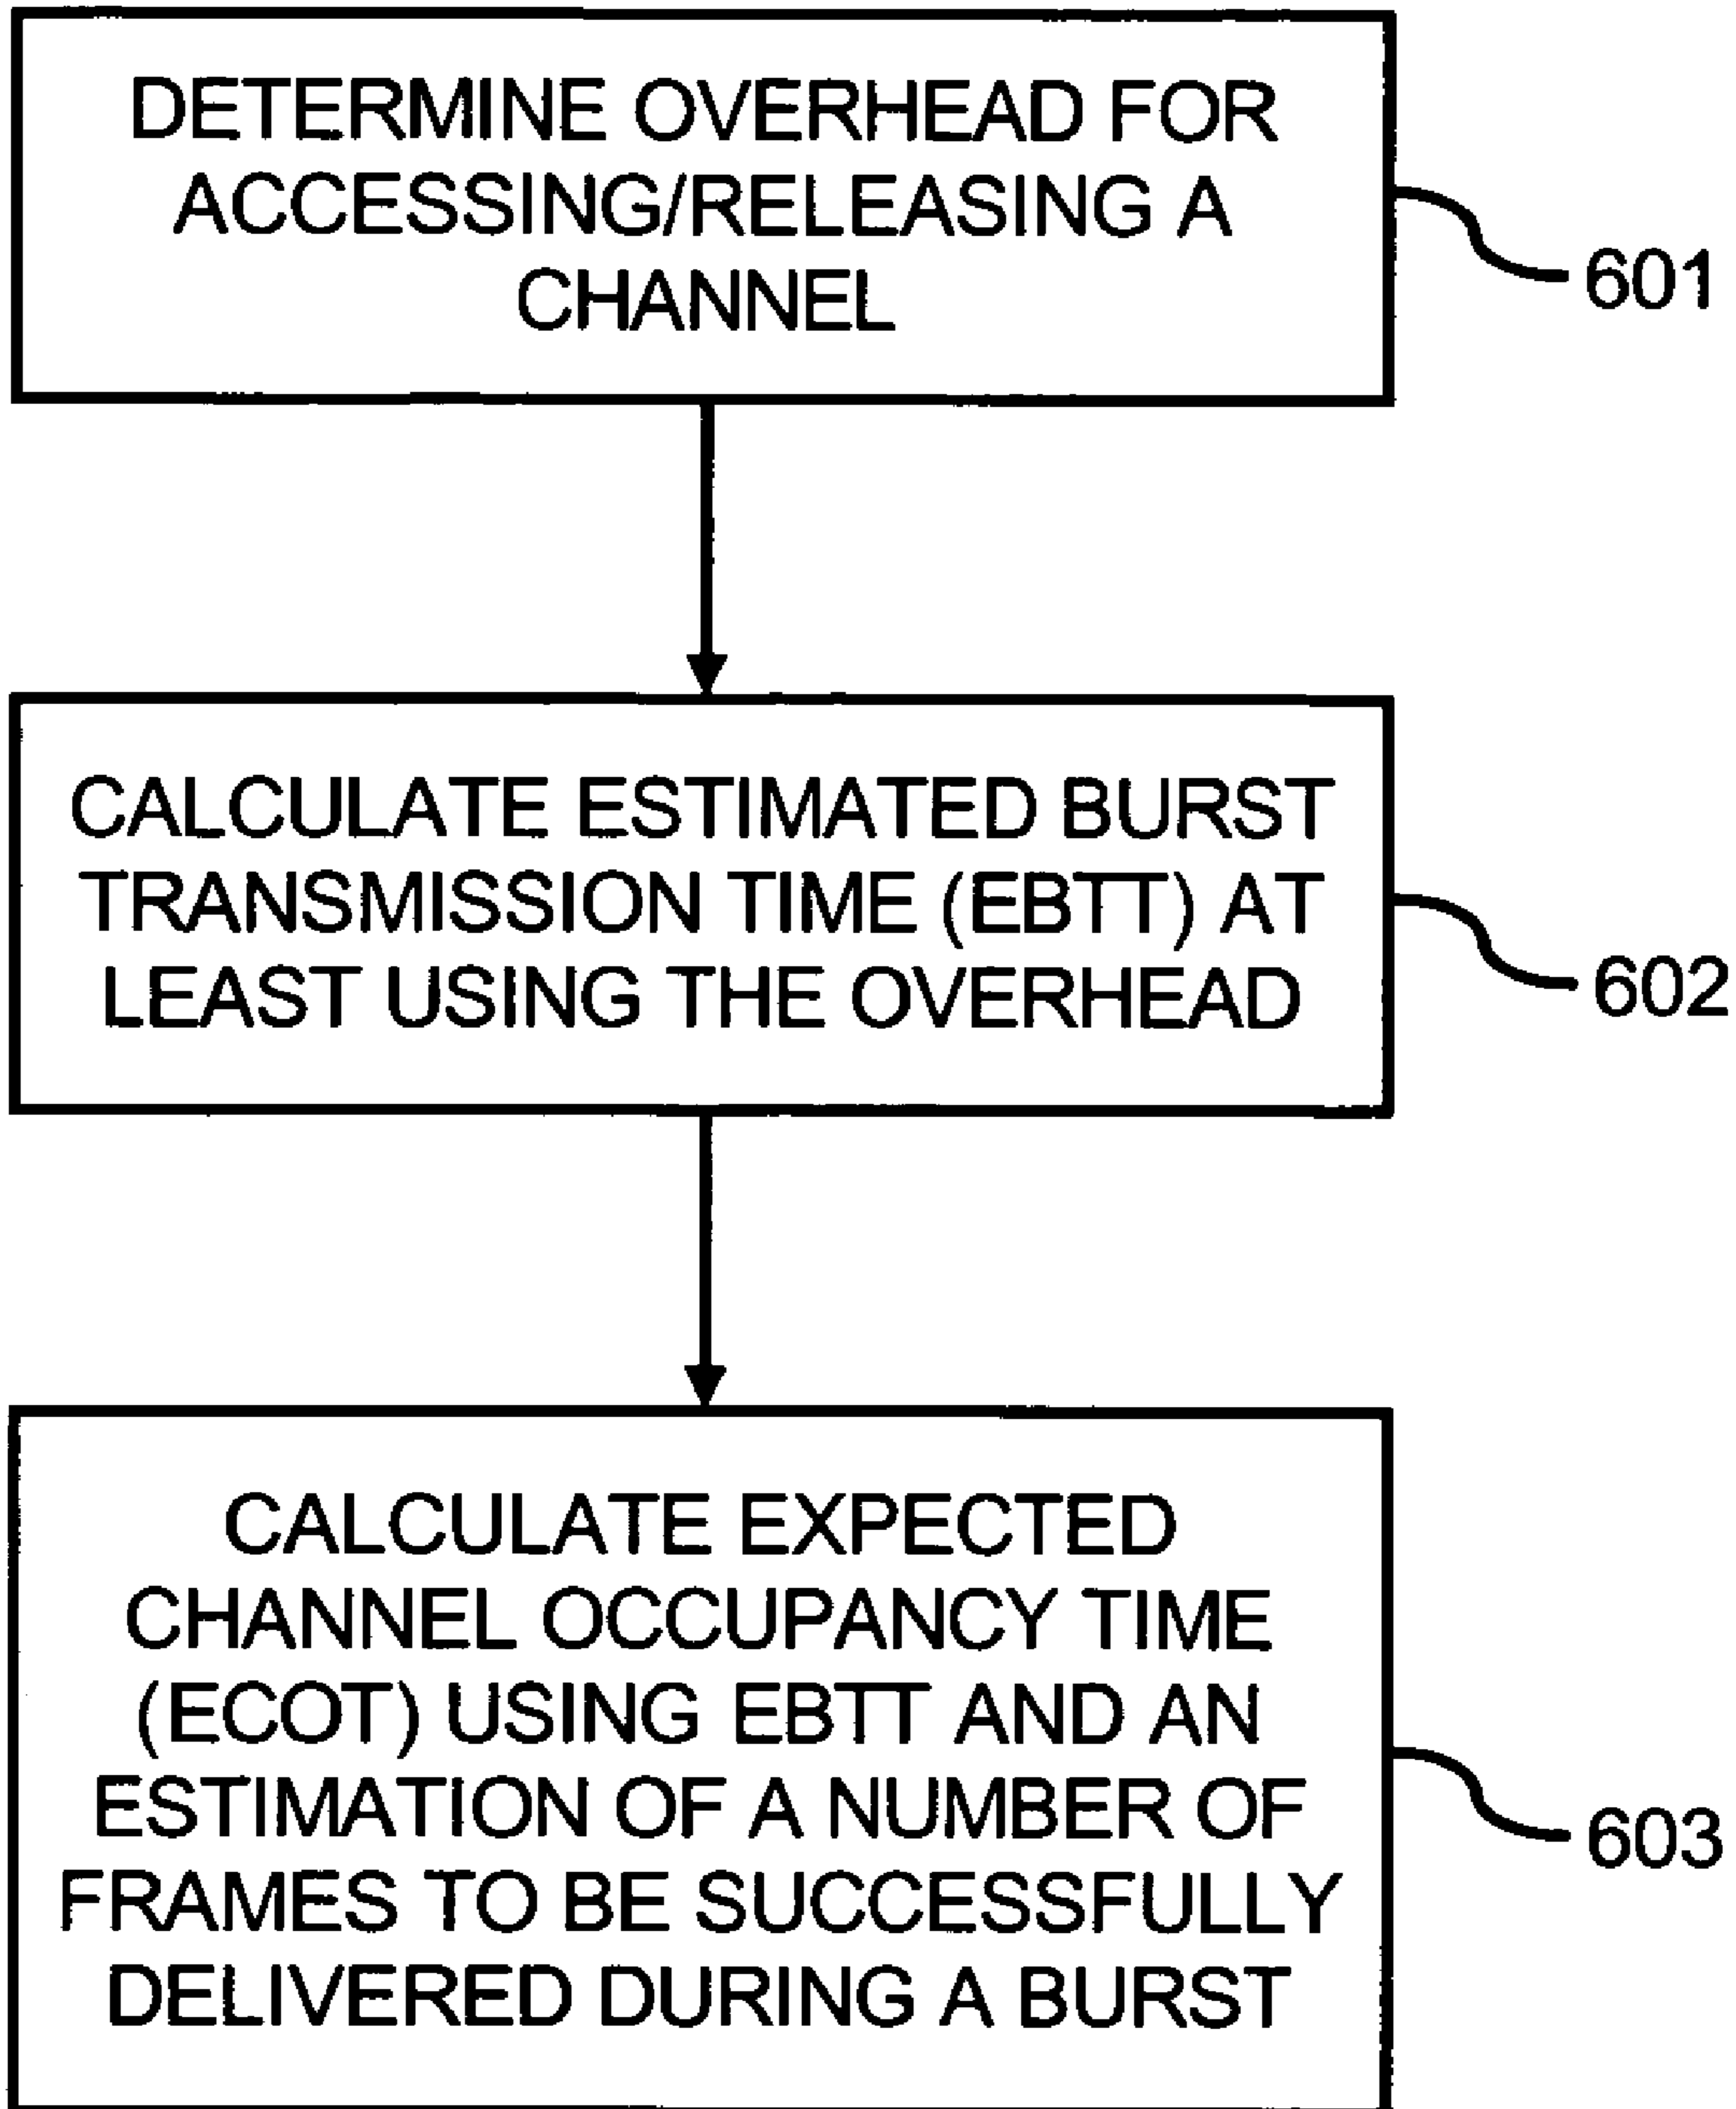 DETERMINE OVERHEAD FOR
ACCESSING/RELEASING A
CHANNEL
601
CALCULATE ESTIMATED BURST
TRANSMISSION TIME (EBTT) AT
LEAST USING THE OVERHEAD
602
CALCULATE EXPECTED
CHANNEL OCCUPANCY TIME
(ECOT) USING EBTT AND AN
ESTIMATION OF A NUMBER OF
FRAMES TO BE SUCCESSFULLY
DELIVERED DURING A BURST
603